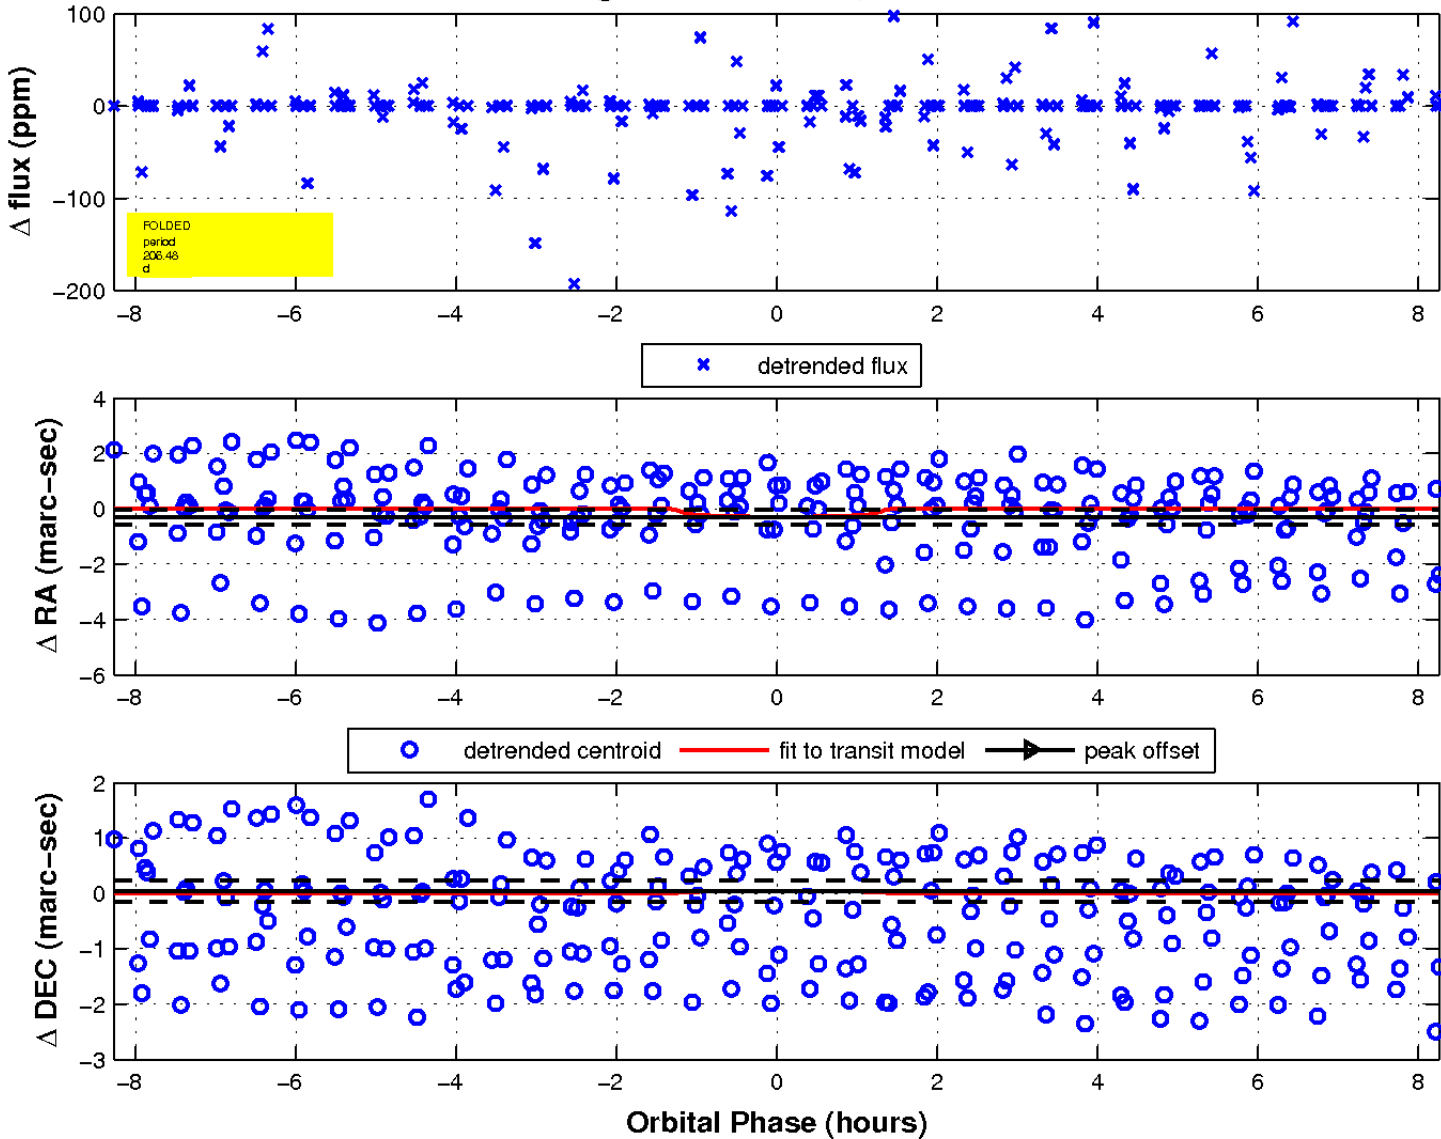 100
0
−100
−200
Δ flux (ppm)
FOLDED
period
206.48
d
−8 −6 −4 −2 0 2 4 6 8
detrended flux
4
2
0
−2
−4
−6
Δ RA (marc−sec)
−8 −6 −4 −2 0 2 4 6 8
detrended centroid fit to transit model peak offset
2
1
0
−1
−2
−3
Δ DEC (marc−sec)
−8 −6 −4 −2 0 2 4 6 8
Orbital Phase (hours)